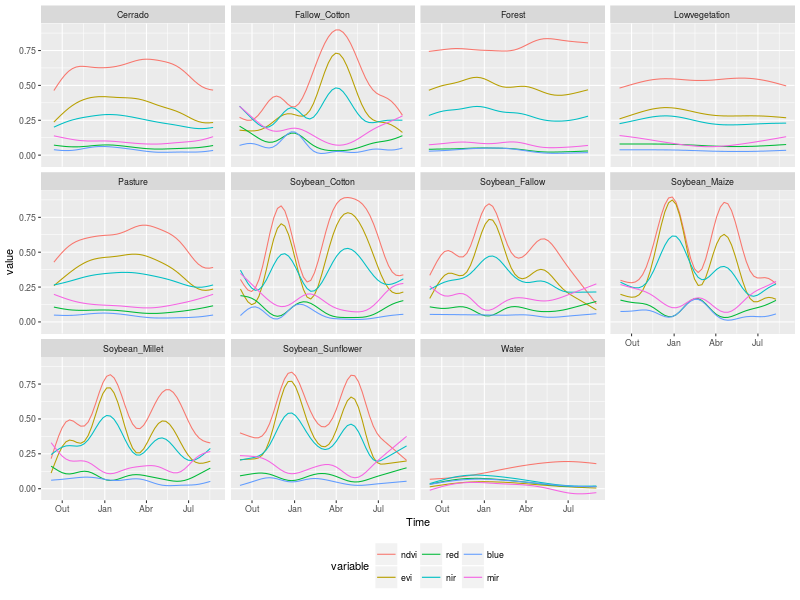 Cerrado Fallow_Cotton Forest Lowvegetation
0.75
0.50
0.25
0.00
Pasture Soybean_Cotton Soybean_Fallow Soybean_Maize
0.75
0.50
0.25
0.00
value
Out Jan Abr Jul
Soybean_Millet Soybean_Sunflower Water
0.75
0.50
0.25
0.00
Out Jan Abr Jul Out Jan Abr Jul Out Jan Abr Jul
Time
variable
ndvi red blue
evi nir mir